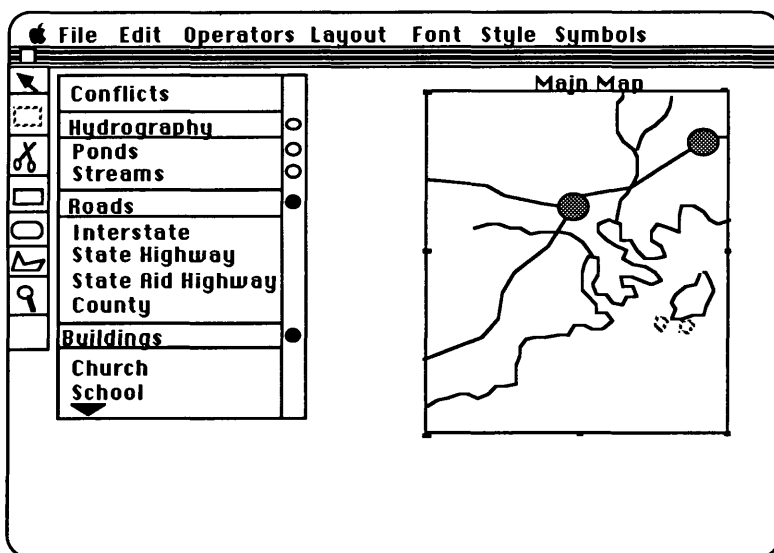 File Edit Operators Layout Font Style Symbols
Main Map
Conflicts
Hydrography
Ponds
Streams
Roads
Interstate
State Highway
State Aid Highway
County
Buildings
Church
School